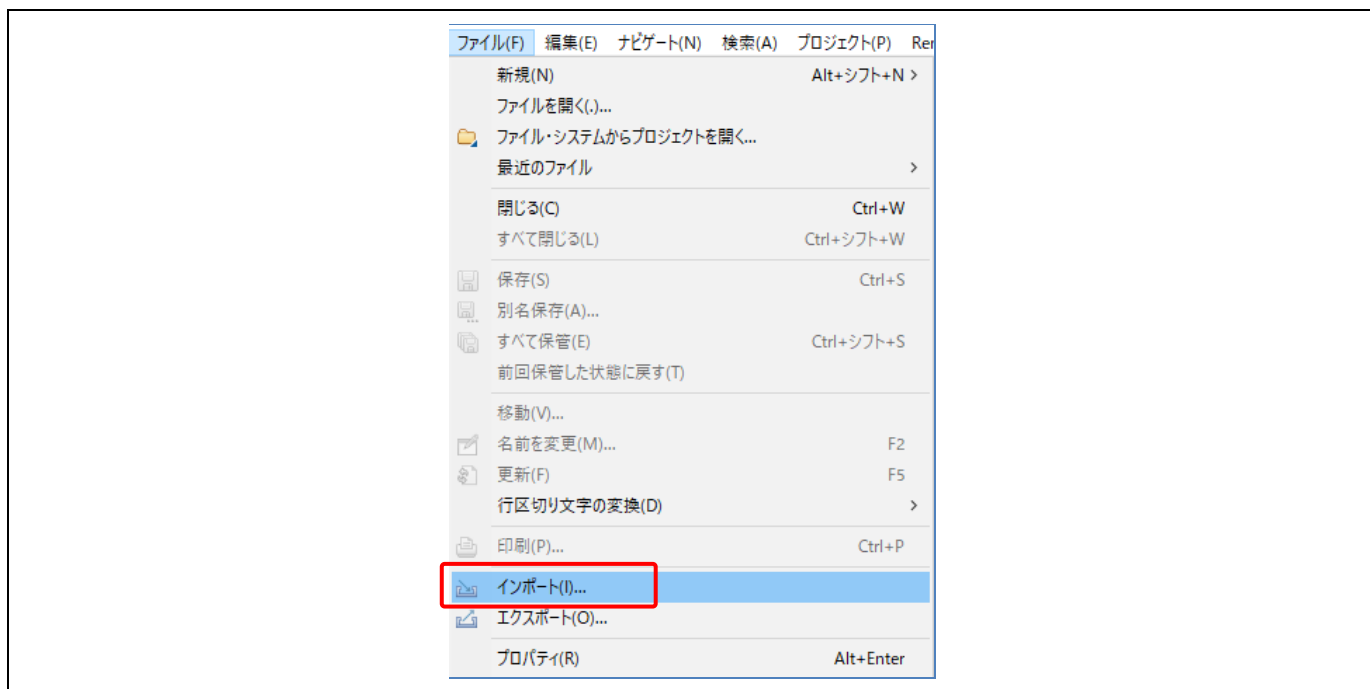 ファイル(F) 編集(E) ナビゲート(N) 検索(A) プロジェクト(P) Rer
新規(N) Alt+シフト+N >
ファイルを開く(.)...
ファイル・システムからプロジェクトを開く...
最近のファイル >
閉じる(C) Ctrl+W
すべて閉じる(L) Ctrl+シフト+W
保存(S) Ctrl+S
別名保存(A)...
すべて保管(E) Ctrl+シフト+S
前回保管した状態に戻す(T)
移動(V)...
名前を変更(M)... F2
更新(F) F5
行区切り文字の変換(D) >
印刷(P)... Ctrl+P
インポート(I)...
エクスポート(O)...
プロパティ(R) Alt+Enter